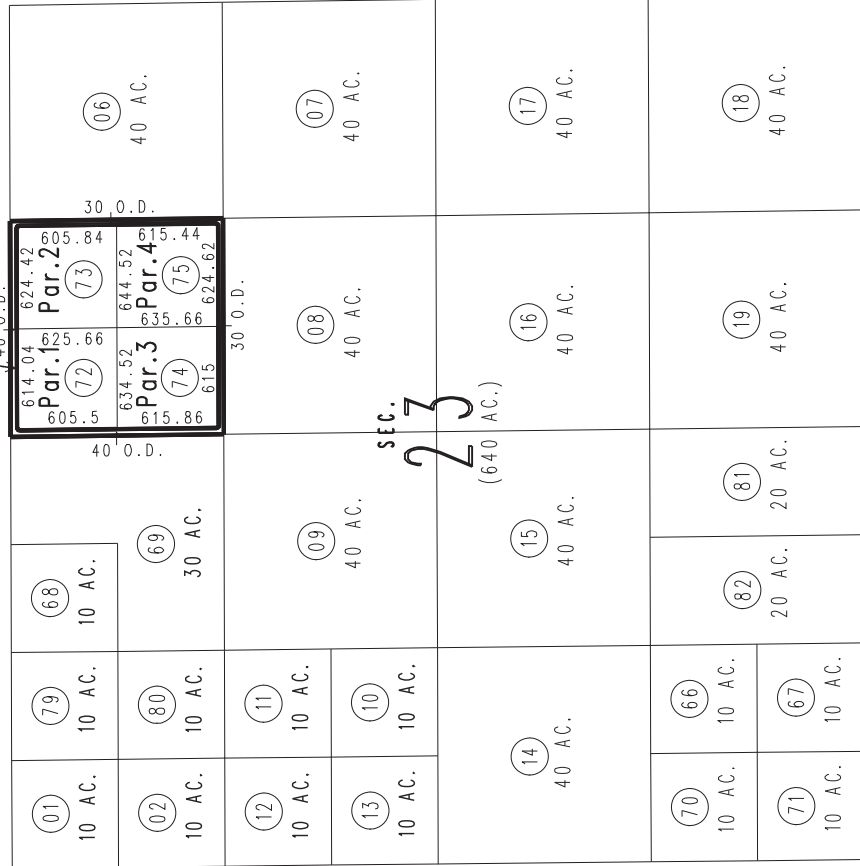 06
40 AC.
07
40 AC.
17
40 AC.
18
40 AC.
30 O.D.
605.84
624.42
Par.2
73
615.44
644.52
Par.4
75
624.62
635.66
625.66
614.04
Par.1
72
605.5
634.52
Par.3
74
615
615.86
30 O.D.
40 O.D.
08
40 AC.
16
40 AC.
19
40 AC.
SEC.
23
(640 AC.)
68
10 AC.
69
30 AC.
09
40 AC.
15
40 AC.
81
20 AC.
82
20 AC.
79
10 AC.
80
10 AC.
11
10 AC.
10
10 AC.
14
40 AC.
66
10 AC.
67
10 AC.
01
10 AC.
02
10 AC.
12
10 AC.
13
10 AC.
70
10 AC.
71
10 AC.